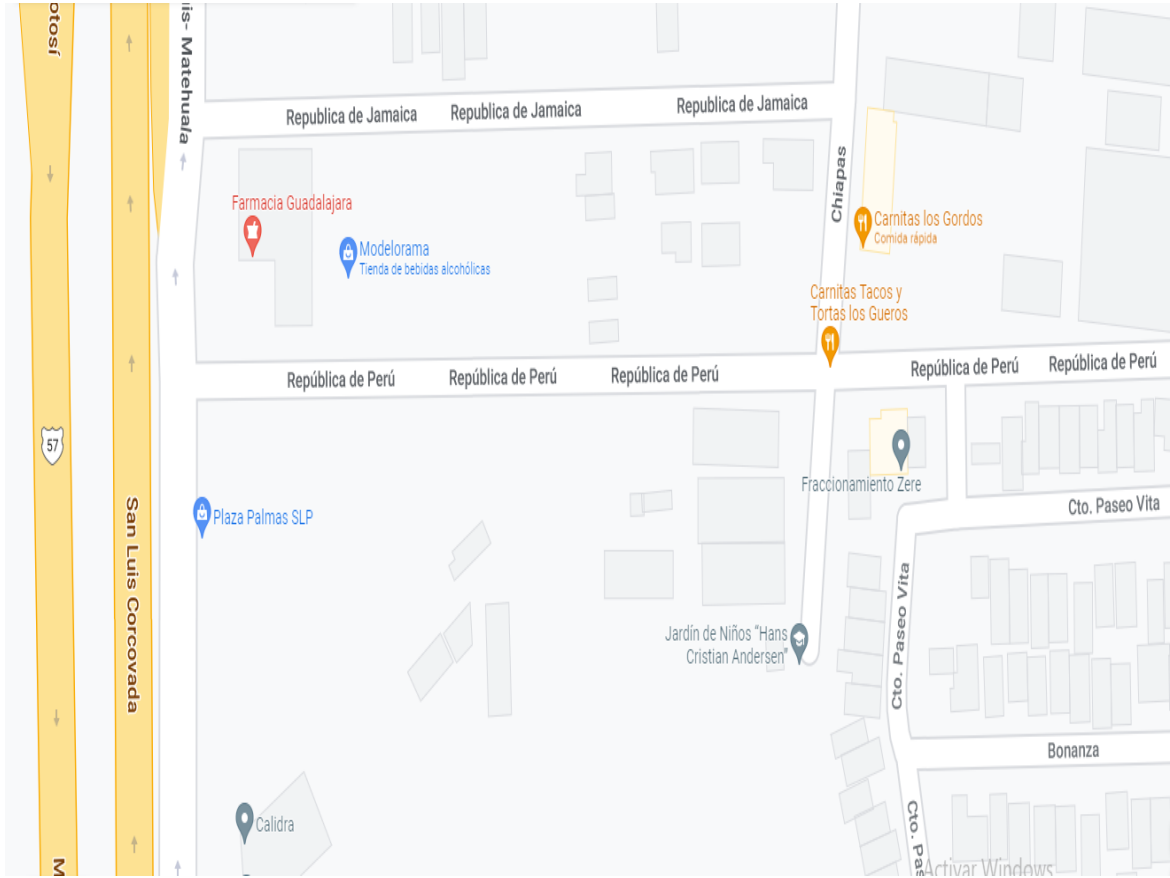 otosí
is- Matehuala
Republica de Jamaica
Republica de Jamaica
Republica de Jamaica
Chiapas
Farmacia Guadalajara
Modelorama
Tienda de bebidas alcohólicas
Carnitas los Gordos
Comida rápida
Carnitas Tacos y
Tortas los Gueros
República de Perú
República de Perú
República de Perú
República de Perú
República de Perú
57
Fraccionamiento Zere
Plaza Palmas SLP
San Luis Corcovada
Cto. Paseo Vita
Cto. Paseo Vita
Jardín de Niños "Hans
Cristian Andersen"
Bonanza
Calidra
Cto. Pas
M
Activar Windows